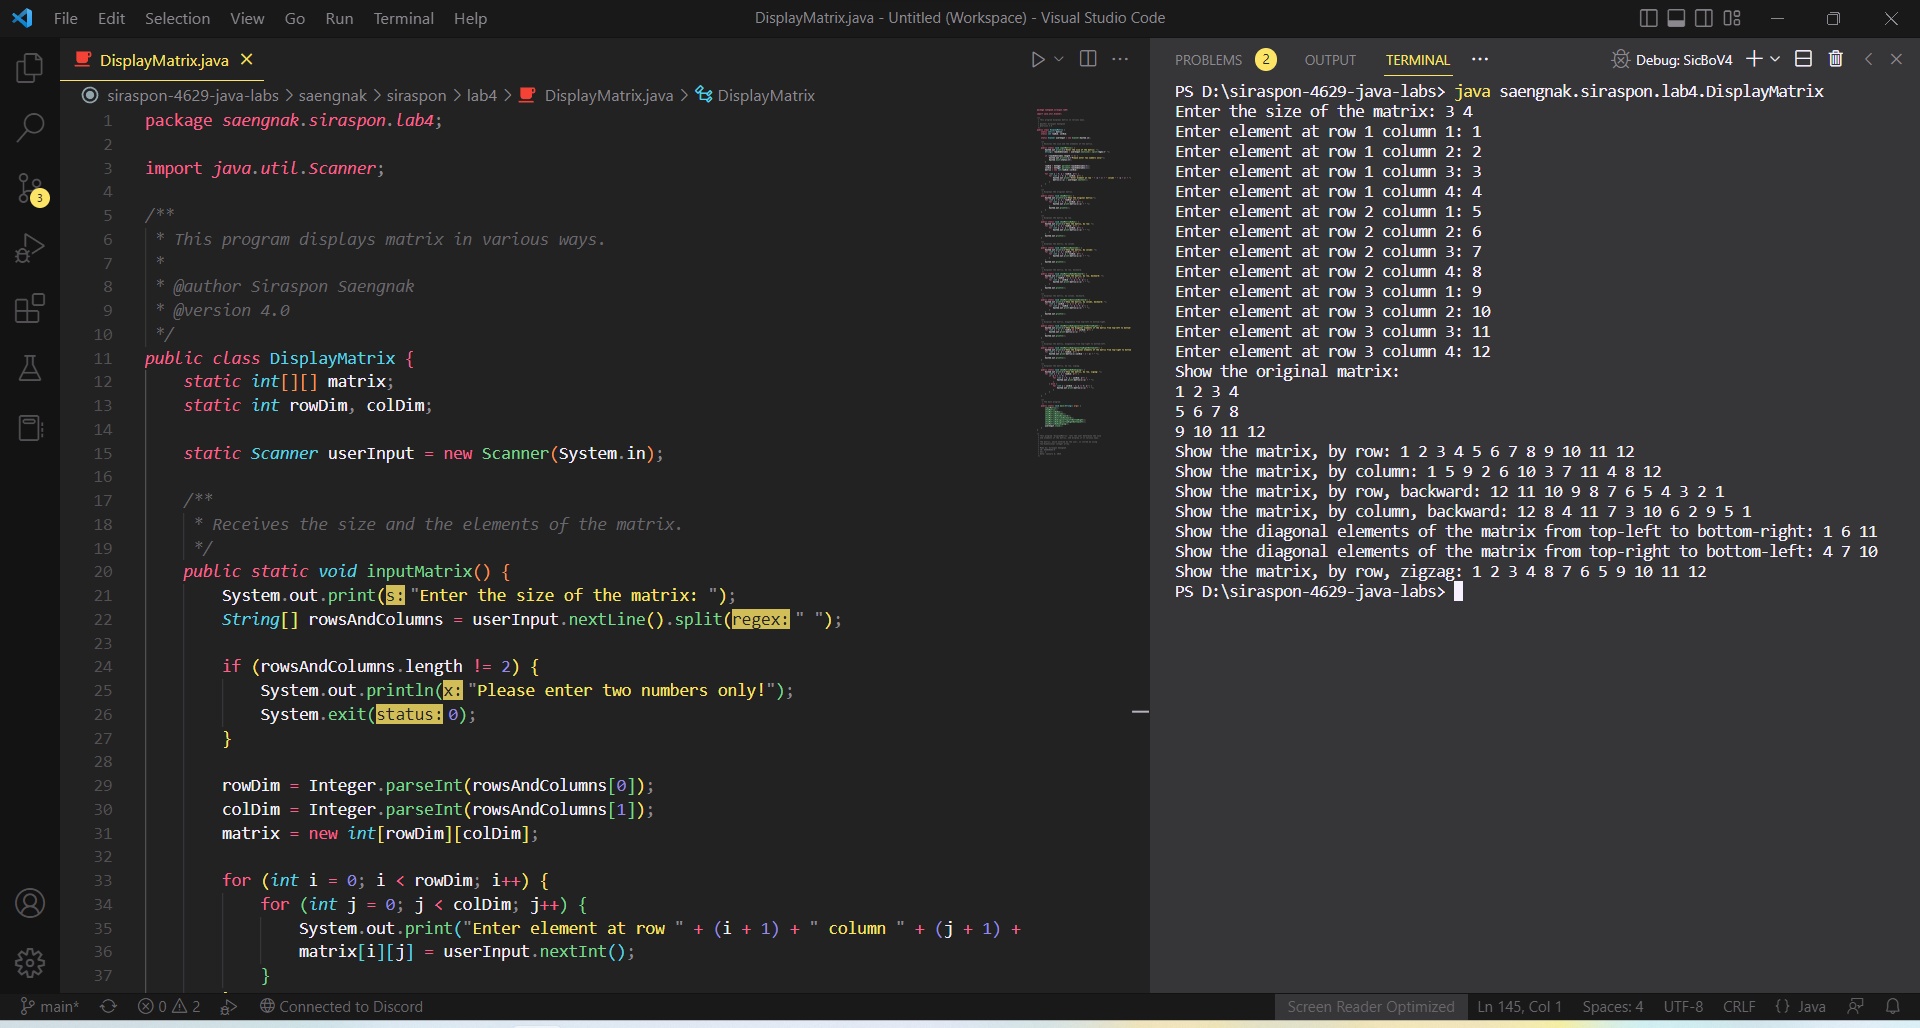 File Edit Selection View Go Run Terminal Help
DisplayMatrix.java - Untitled (Workspace) - Visual Studio Code
DisplayMatrix.java
siraspon-4629-java-labs > saengnak > siraspon > lab4 > DisplayMatrix.java > DisplayMatrix
1 package saengnak.siraspon.lab4;
2
3 import java.util.Scanner;
4
5 /**
6 * This program displays matrix in various ways.
7 *
8 * @author Siraspon Saengnak
9 * @version 4.0
10 */
11 public class DisplayMatrix {
12 static int[][] matrix;
13 static int rowDim, colDim;
14
15 static Scanner userInput = new Scanner(System.in);
16
17 /**
18 * Receives the size and the elements of the matrix.
19 */
20 public static void inputMatrix() {
21 System.out.print(s: "Enter the size of the matrix: ");
22 String[] rowsAndColumns = userInput.nextLine().split(regex: " ");
23
24 if (rowsAndColumns.length != 2) {
25 System.out.println(x: "Please enter two numbers only!");
26 System.exit(status: 0);
27 }
28
29 rowDim = Integer.parseInt(rowsAndColumns[0]);
30 colDim = Integer.parseInt(rowsAndColumns[1]);
31 matrix = new int[rowDim][colDim];
32
33 for (int i = 0; i < rowDim; i++) {
34 for (int j = 0; j < colDim; j++) {
35 System.out.print("Enter element at row " + (i + 1) + " column " + (j + 1) +
36 matrix[i][j] = userInput.nextInt();
37 }
PROBLEMS 2 OUTPUT TERMINAL ··· Debug: SicBoV4
PS D:\siraspon-4629-java-labs> java saengnak.siraspon.lab4.DisplayMatrix
Enter the size of the matrix: 3 4
Enter element at row 1 column 1: 1
Enter element at row 1 column 2: 2
Enter element at row 1 column 3: 3
Enter element at row 1 column 4: 4
Enter element at row 2 column 1: 5
Enter element at row 2 column 2: 6
Enter element at row 2 column 3: 7
Enter element at row 2 column 4: 8
Enter element at row 3 column 1: 9
Enter element at row 3 column 2: 10
Enter element at row 3 column 3: 11
Enter element at row 3 column 4: 12
Show the original matrix:
1 2 3 4
5 6 7 8
9 10 11 12
Show the matrix, by row: 1 2 3 4 5 6 7 8 9 10 11 12
Show the matrix, by column: 1 5 9 2 6 10 3 7 11 4 8 12
Show the matrix, by row, backward: 12 11 10 9 8 7 6 5 4 3 2 1
Show the matrix, by column, backward: 12 8 4 11 7 3 10 6 2 9 5 1
Show the diagonal elements of the matrix from top-left to bottom-right: 1 6 11
Show the diagonal elements of the matrix from top-right to bottom-left: 4 7 10
Show the matrix, by row, zigzag: 1 2 3 4 8 7 6 5 9 10 11 12
PS D:\siraspon-4629-java-labs>
3
main* 0 2 Connected to Discord
Screen Reader Optimized Ln 145, Col 1 Spaces: 4 UTF-8 CRLF {} Java